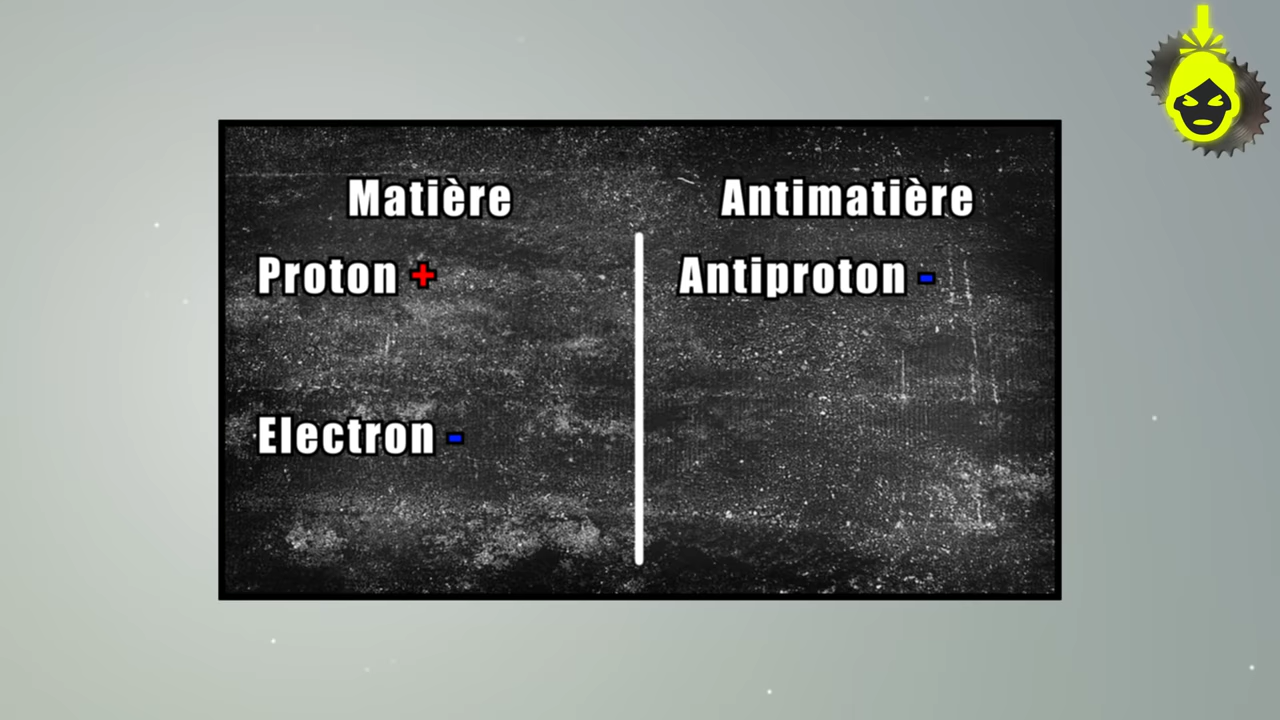 Matière
Antimatière
Proton +
Antiproton -
Electron -